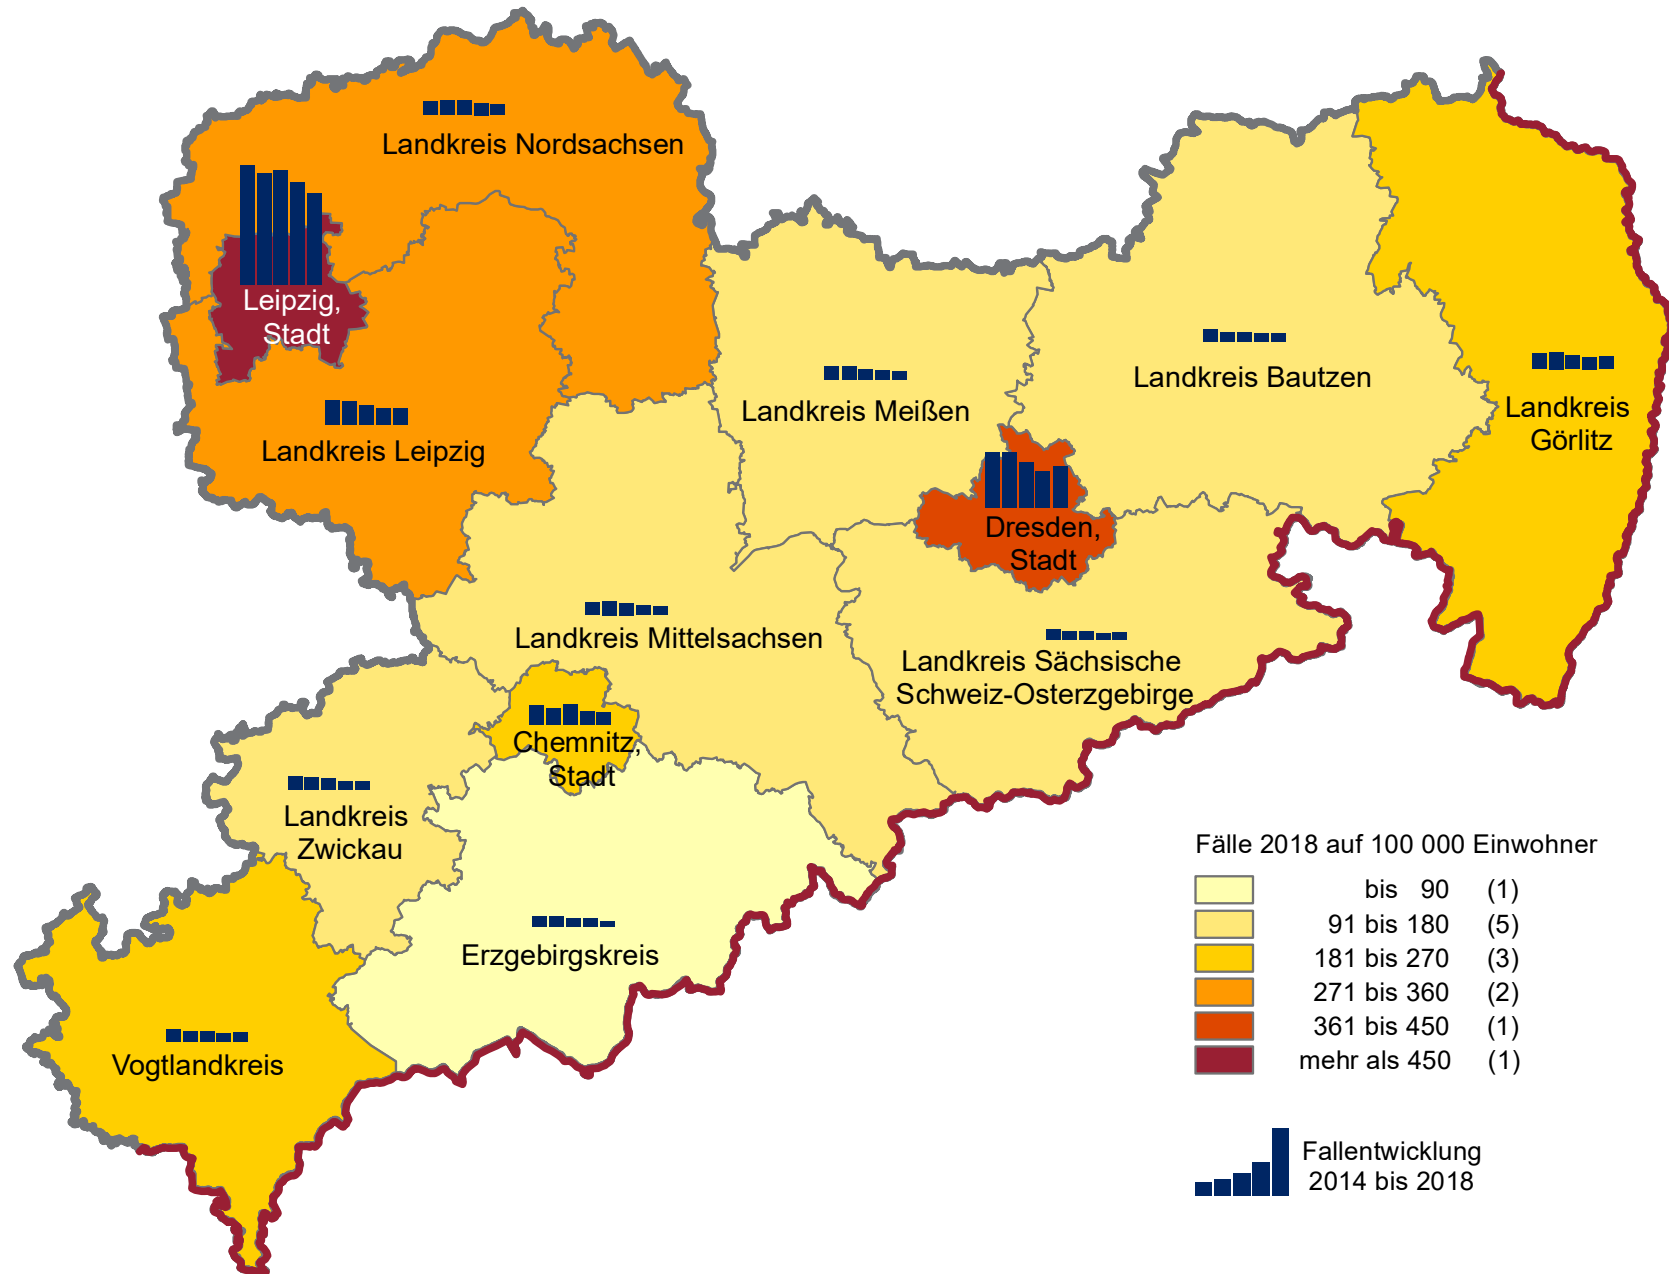 Landkreis Nordsachsen
Leipzig,
Stadt
Landkreis Leipzig
Landkreis Meißen
Landkreis Bautzen
Landkreis
Görlitz
Dresden,
Stadt
Landkreis Mittelsachsen
Landkreis Sächsische
Schweiz-Osterzgebirge
Chemnitz,
Stadt
Landkreis
Zwickau
Erzgebirgskreis
Vogtlandkreis
Fälle 2018 auf 100 000 Einwohner
bis 90 (1)
91 bis 180 (5)
181 bis 270 (3)
271 bis 360 (2)
361 bis 450 (1)
mehr als 450 (1)
Fallentwicklung
2014 bis 2018